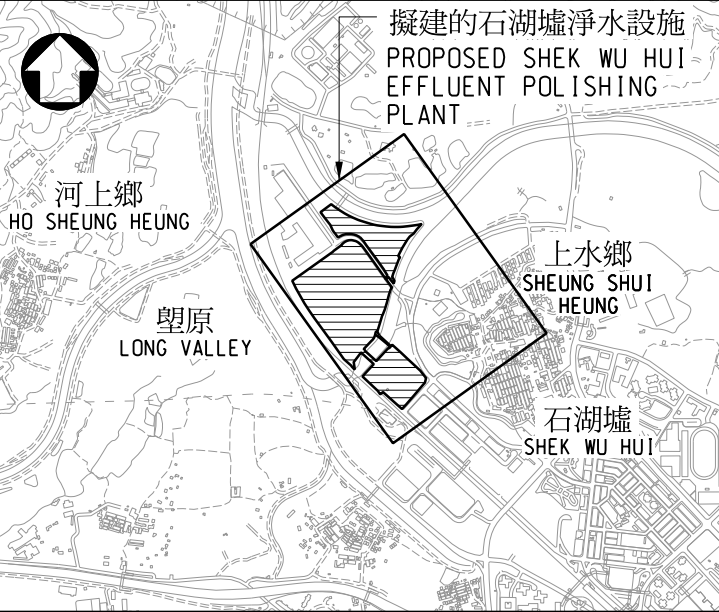 擬建的石湖墟淨水設施
PROPOSED SHEK WU HUI
EFFLUENT POLISHING
PLANT
河上鄉
HO SHEUNG HEUNG
上水鄉
SHEUNG SHUI
HEUNG
塱原
LONG VALLEY
石湖墟
SHEK WU HUI